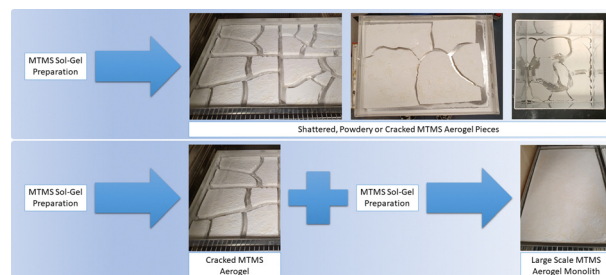 MTMS Sol-Gel
Preparation
Shattered, Powdery or Cracked MTMS Aerogel Pieces
MTMS Sol-Gel
Preparation
MTMS Sol-Gel
Preparation
Cracked MTMS
Aerogel
Large Scale MTMS
Aerogel Monolith